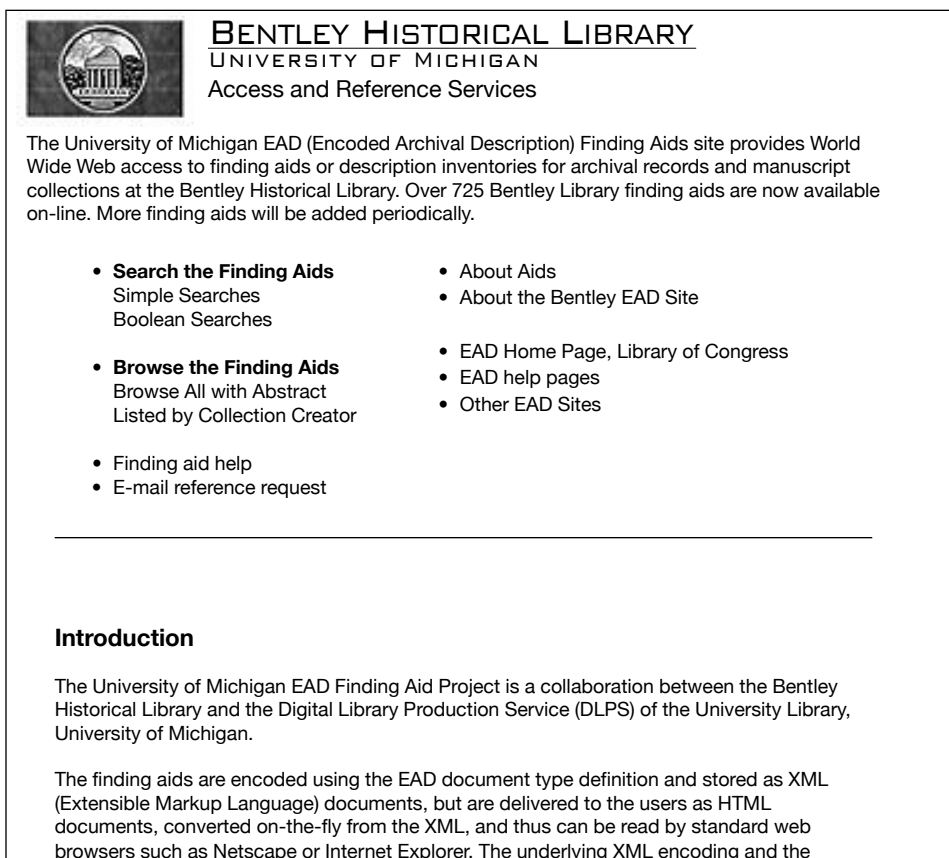 BENTLEY HISTORICAL LIBRARY
UNIVERSITY OF MICHIGAN
Access and Reference Services
The University of Michigan EAD (Encoded Archival Description) Finding Aids site provides World
Wide Web access to finding aids or description inventories for archival records and manuscript
collections at the Bentley Historical Library. Over 725 Bentley Library finding aids are now available
on-line. More finding aids will be added periodically.
• Search the Finding Aids
Simple Searches
Boolean Searches
• Browse the Finding Aids
Browse All with Abstract
Listed by Collection Creator
• Finding aid help
• E-mail reference request
• About Aids
• About the Bentley EAD Site
• EAD Home Page, Library of Congress
• EAD help pages
• Other EAD Sites
Introduction
The University of Michigan EAD Finding Aid Project is a collaboration between the Bentley
Historical Library and the Digital Library Production Service (DLPS) of the University Library,
University of Michigan.
The finding aids are encoded using the EAD document type definition and stored as XML
(Extensible Markup Language) documents, but are delivered to the users as HTML
documents, converted on-the-fly from the XML, and thus can be read by standard web
browsers such as Netscape or Internet Explorer. The underlying XML encoding and the